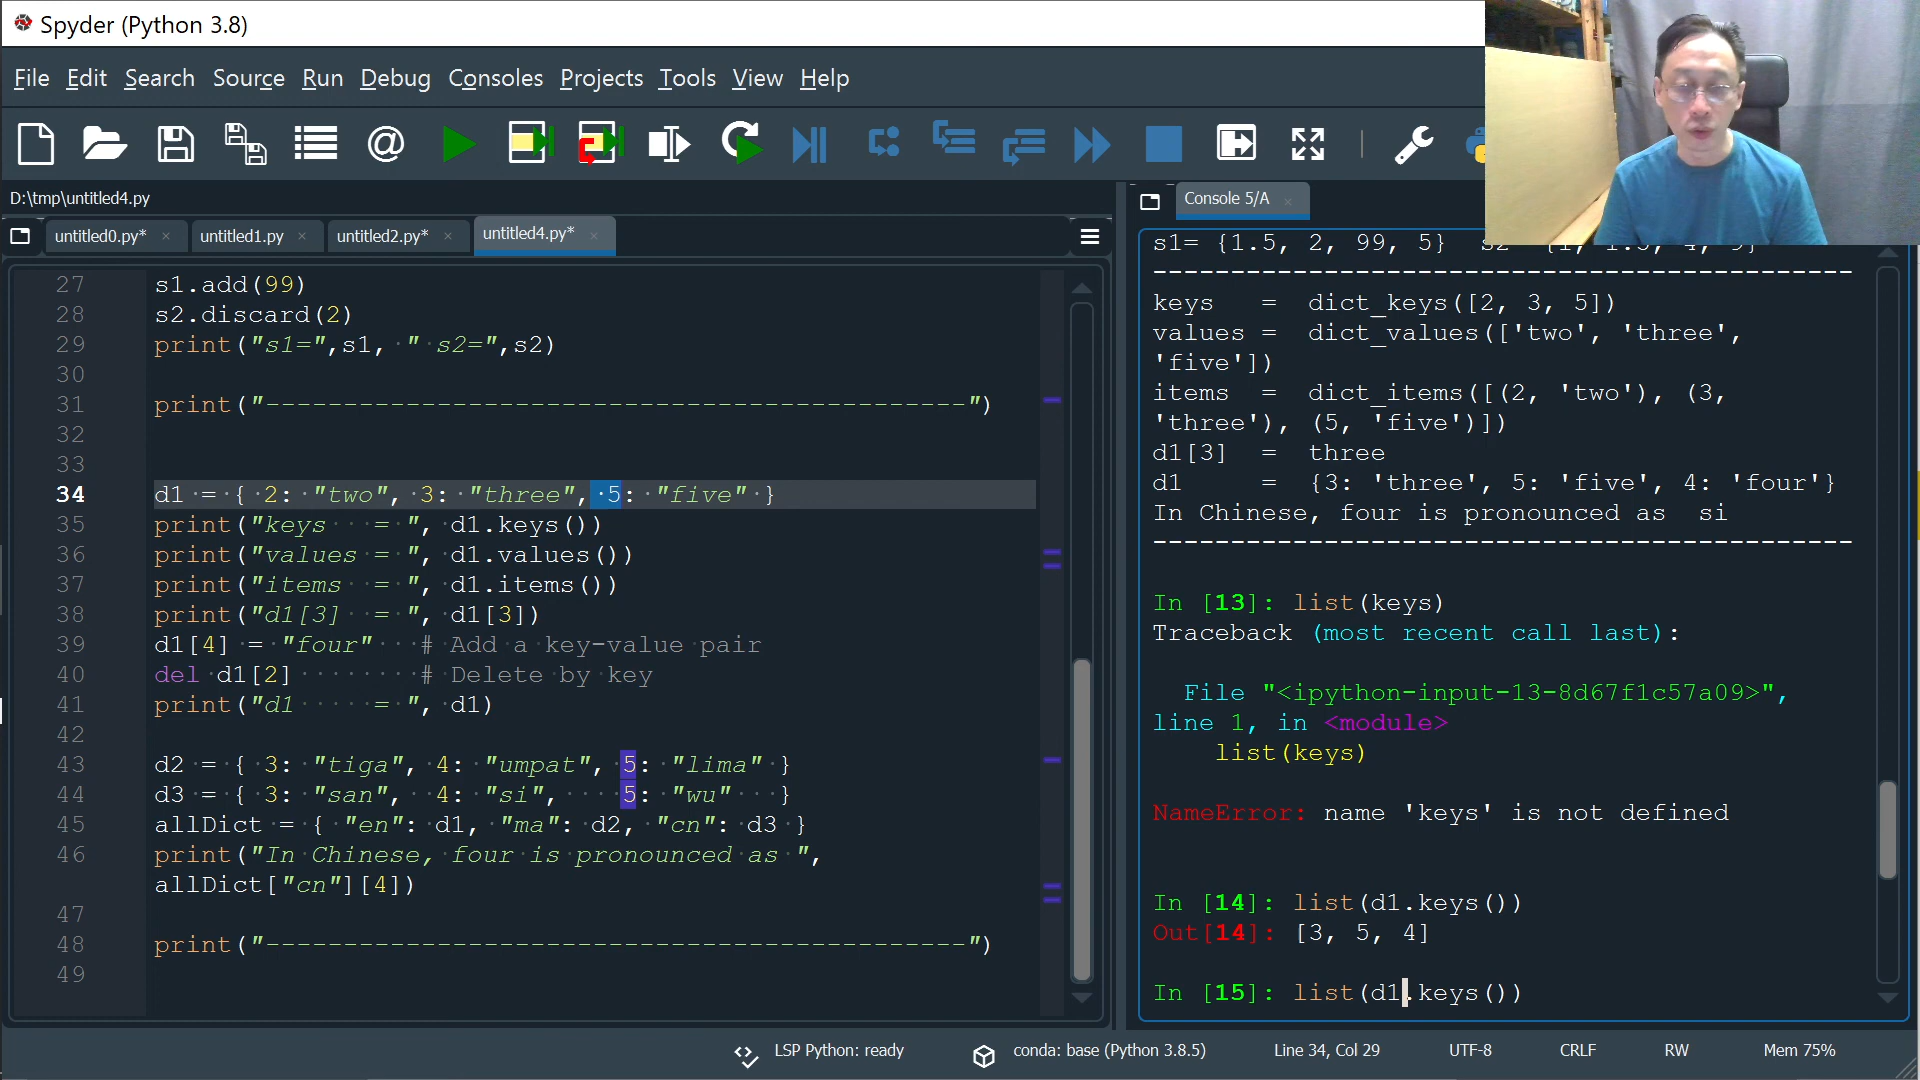 Spyder (Python 3.8)
File Edit Search Source Run Debug Consoles Projects Tools View Help
D:\tmp\untitled4.py
untitled0.py* untitled1.py untitled2.py* untitled4.py*
27 s1.add(99)
28 s2.discard(2)
29 print("s1=",s1, " s2=",s2)
30
31 print("---------------------------------------------")
32
33
34 d1 = { 2: "two", 3: "three", 5: "five" }
35 print("keys   = ", d1.keys())
36 print("values = ", d1.values())
37 print("items  = ", d1.items())
38 print("d1[3]  = ", d1[3])
39 d1[4] = "four"   # Add a key-value pair
40 del d1[2]        # Delete by key
41 print("d1     = ", d1)
42
43 d2 = { 3: "tiga", 4: "umpat", 5: "lima" }
44 d3 = { 3: "san",  4: "si",    5: "wu"   }
45 allDict = { "en": d1, "ma": d2, "cn": d3 }
46 print("In Chinese, four is pronounced as ",
allDict["cn"][4])
47
48 print("---------------------------------------------")
49
Console 5/A
s1= {1.5, 2, 99, 5}
---------------------------------------------
keys   =  dict_keys([2, 3, 5])
values =  dict_values(['two', 'three',
'five'])
items  =  dict_items([(2, 'two'), (3,
'three'), (5, 'five')])
d1[3]  =  three
d1     =  {3: 'three', 5: 'five', 4: 'four'}
In Chinese, four is pronounced as  si
---------------------------------------------
In [13]: list(keys)
Traceback (most recent call last):
File "<ipython-input-13-8d67f1c57a09>",
line 1, in <module>
list(keys)
NameError: name 'keys' is not defined
In [14]: list(d1.keys())
Out[14]: [3, 5, 4]
In [15]: list(d1.keys())
LSP Python: ready conda: base (Python 3.8.5) Line 34, Col 29 UTF-8 CRLF RW Mem 75%